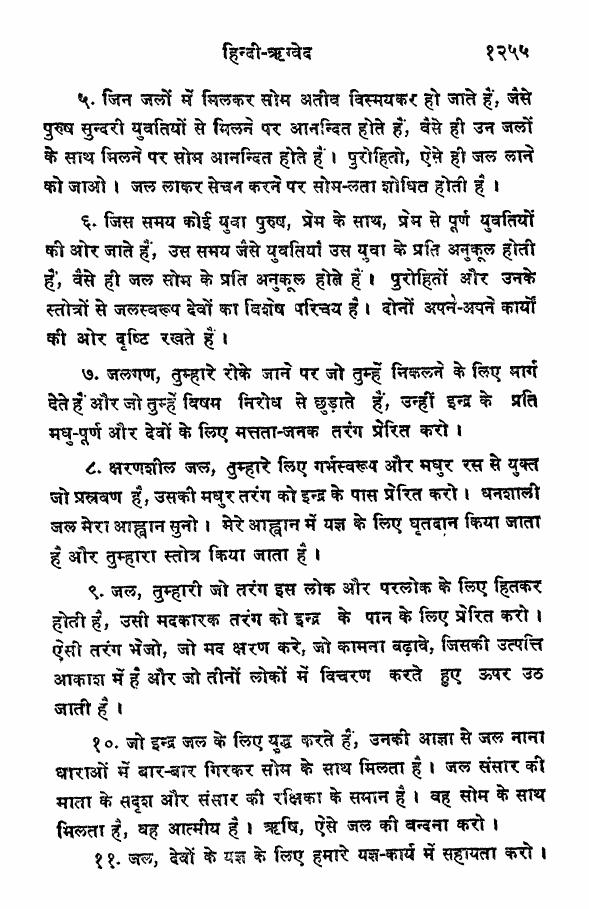 हिन्दी-ऋग्वेद १२५५
५. जिन जलों में मिलकर सोम अतीव विस्मयकर हो जाते हैं, जैसे
पुरुष सुन्दरी युवतियों से मिलने पर आनन्दित होते हैं, वैसे ही उन जलों
के साथ मिलने पर सोम आनन्दित होते हैं। पुरोहितो, ऐसे ही जल लाने
को जाओ। जल लाकर सेचन करने पर सोम-लता शोधित होती है।
६. जिस समय कोई युवा पुरुष, प्रेम के साथ, प्रेम से पूर्ण युवतियों
की ओर जाते हैं, उस समय जैसे युवतियाँ उस युवा के प्रति अनुकूल होती
हैं, वैसे ही जल सोम के प्रति अनुकूल होते हैं। पुरोहितों और उनके
स्तोत्रों से जलस्वरूप देवों का विशेष परिचय है। दोनों अपने-अपने कार्यों
की ओर दृष्टि रखते हैं।
७. जलगण, तुम्हारे रोके जाने पर जो तुम्हें निकलने के लिए मार्ग
देते हैं और जो तुम्हें विषम निरोध से छुड़ाते हैं, उन्हीं इन्द्र के प्रति
मधु-पूर्ण और देवों के लिए मत्तता-जनक तरंग प्रेरित करो।
८. क्षरणशील जल, तुम्हारे लिए गर्भस्वरूप और मधुर रस से युक्त
जो प्रस्रवण है, उसकी मधुर तरंग को इन्द्र के पास प्रेरित करो। धनशाली
जल मेरा आह्वान सुनो। मेरे आह्वान में यज्ञ के लिए घृतदान किया जाता
है और तुम्हारा स्तोत्र किया जाता है।
९. जल, तुम्हारी जो तरंग इस लोक और परलोक के लिए हितकर
होती है, उसी मदकारक तरंग को इन्द्र के पान के लिए प्रेरित करो।
ऐसी तरंग भेजो, जो मद क्षरण करे, जो कामना बढ़ावे, जिसकी उत्पत्ति
आकाश में है और जो तीनों लोकों में विचरण करते हुए ऊपर उठ
जाती है।
१०. जो इन्द्र जल के लिए युद्ध करते हैं, उनकी आज्ञा से जल नाना
धाराओं में बार-बार गिरकर सोम के साथ मिलता है। जल संसार की
माता के सदृश और संसार की रक्षिका के समान है। वह सोम के साथ
मिलता है, वह आत्मीय है। ऋषि, ऐसे जल की वन्दना करो।
११. जल, देवों के यज्ञ के लिए हमारे यज्ञ-कार्य में सहायता करो।